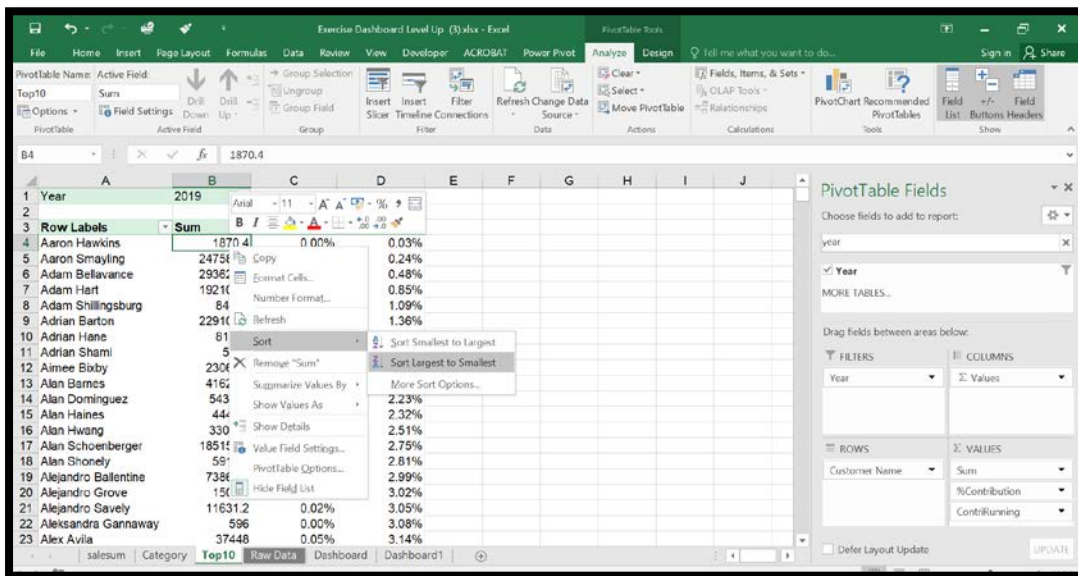 Exercise Dashboard Level Up (3).xlsx - Excel
PivotTable Tools
File Home Insert Page Layout Formulas Data Review View Developer ACROBAT Power Pivot Analyze Design Tell me what you want to do... Sign in Share
PivotTable Name: Active Field:
Top10 Sum
Options Field Settings
Drill Down Drill Up
Group Selection
Ungroup
Group Field
Insert Slicer Insert Timeline Filter Connections
Refresh Change Data Source
Clear
Select
Move PivotTable
Fields, Items, & Sets
OLAP Tools
Relationships
PivotChart Recommended PivotTables
Field List +/- Buttons Field Headers
PivotTable Active Field Group Filter Data Actions Calculations Tools Show
B4 fx 1870.4
A B C D E F G H I J
1 Year 2019
2
3 Row Labels Sum
4 Aaron Hawkins 1870.4 0.00% 0.03%
5 Aaron Smayling 24758 0.24%
6 Adam Bellavance 29362 0.48%
7 Adam Hart 19210 0.85%
8 Adam Shillingsburg 84 1.09%
9 Adrian Barton 22910 1.36%
10 Adrian Hane 81
11 Adrian Shami 5
12 Aimee Bixby 2306
13 Alan Barnes 4162
14 Alan Dominguez 543 2.23%
15 Alan Haines 444 2.32%
16 Alan Hwang 330 2.51%
17 Alan Schoenberger 18515 2.75%
18 Alan Shonely 59 2.81%
19 Alejandro Ballentine 7386 2.99%
20 Alejandro Grove 150 3.02%
21 Alejandro Savely 11631.2 0.02% 3.05%
22 Aleksandra Gannaway 596 0.00% 3.08%
23 Alex Avila 37448 0.05% 3.14%
Arial 11 A A % ,
B I A
Copy
Format Cells...
Number Format...
Refresh
Sort
Remove "Sum"
Summarize Values By
Show Values As
Show Details
Value Field Settings...
PivotTable Options...
Hide Field List
Sort Smallest to Largest
Sort Largest to Smallest
More Sort Options...
PivotTable Fields
Choose fields to add to report:
year
Year
MORE TABLES...
Drag fields between areas below:
FILTERS COLUMNS
Year Σ Values
ROWS Σ VALUES
Customer Name Sum
%Contribution
ContriRunning
Defer Layout Update UPDATE
salesum Category Top10 Raw Data Dashboard Dashboard1